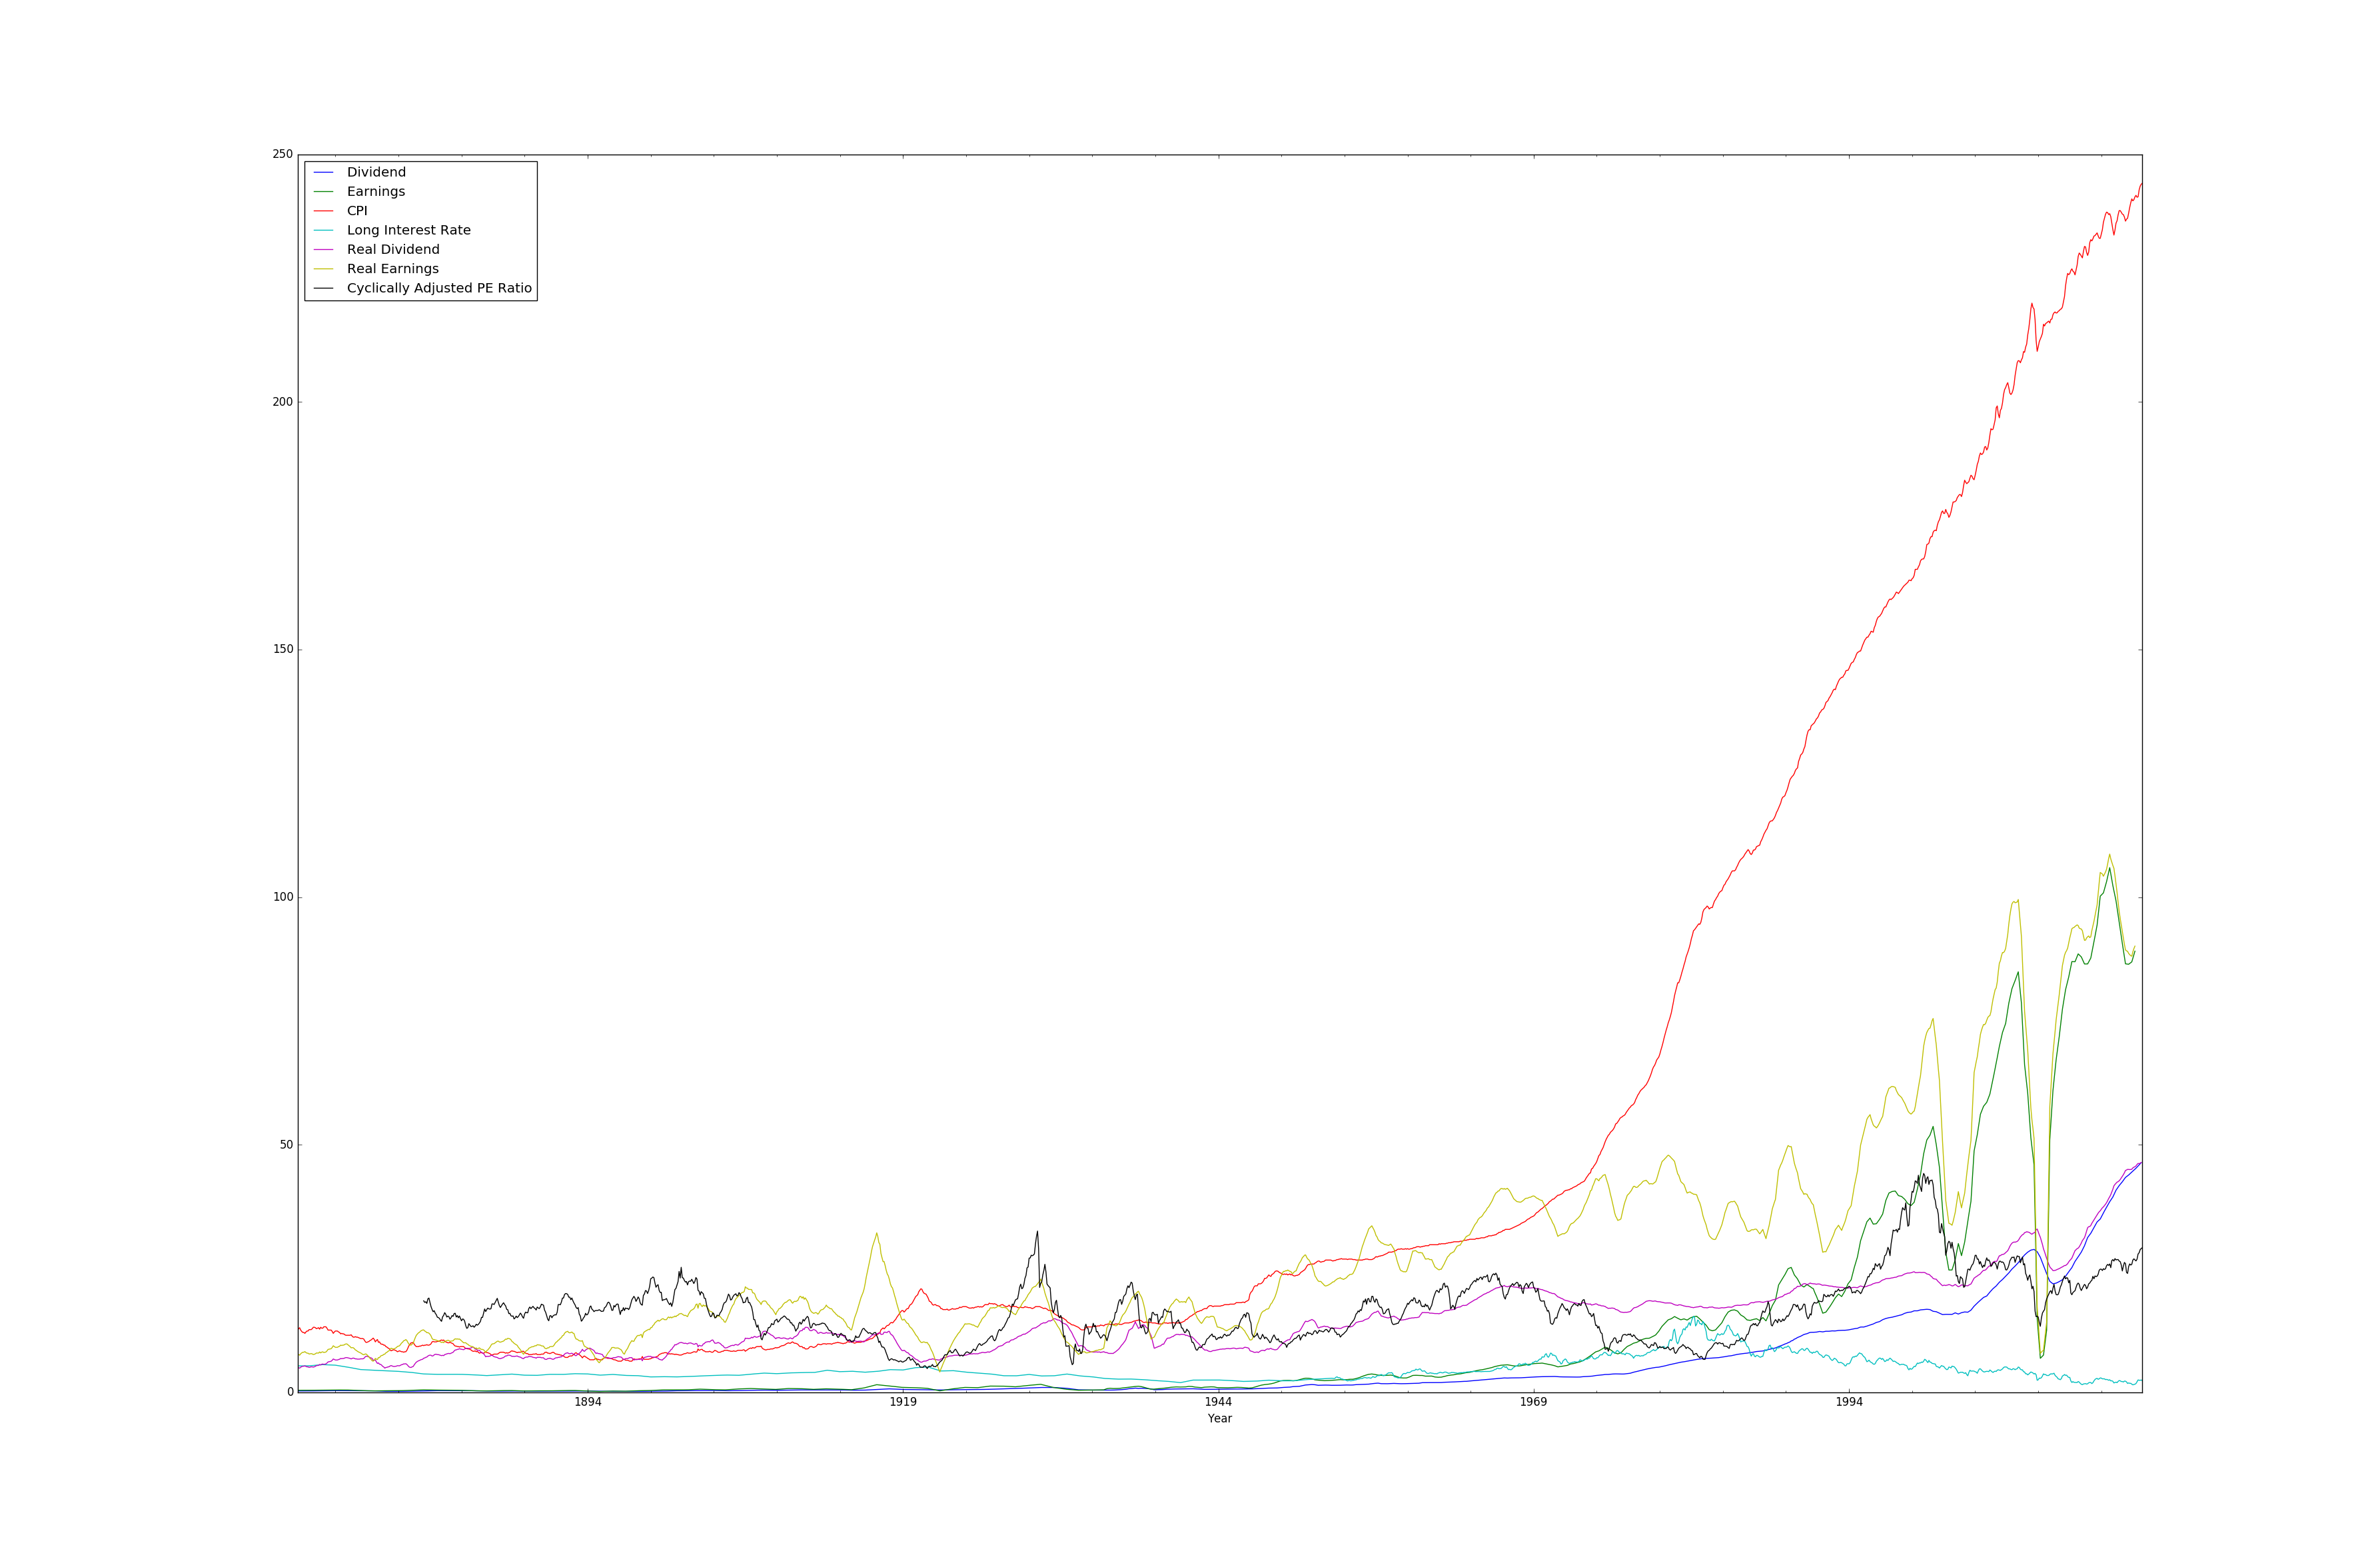 250
Dividend
Earnings
CPI
Long Interest Rate
Real Dividend
Real Earnings
Cyclically Adjusted PE Ratio
200
150
100
50
0
1894 1919 1944 1969 1994
Year